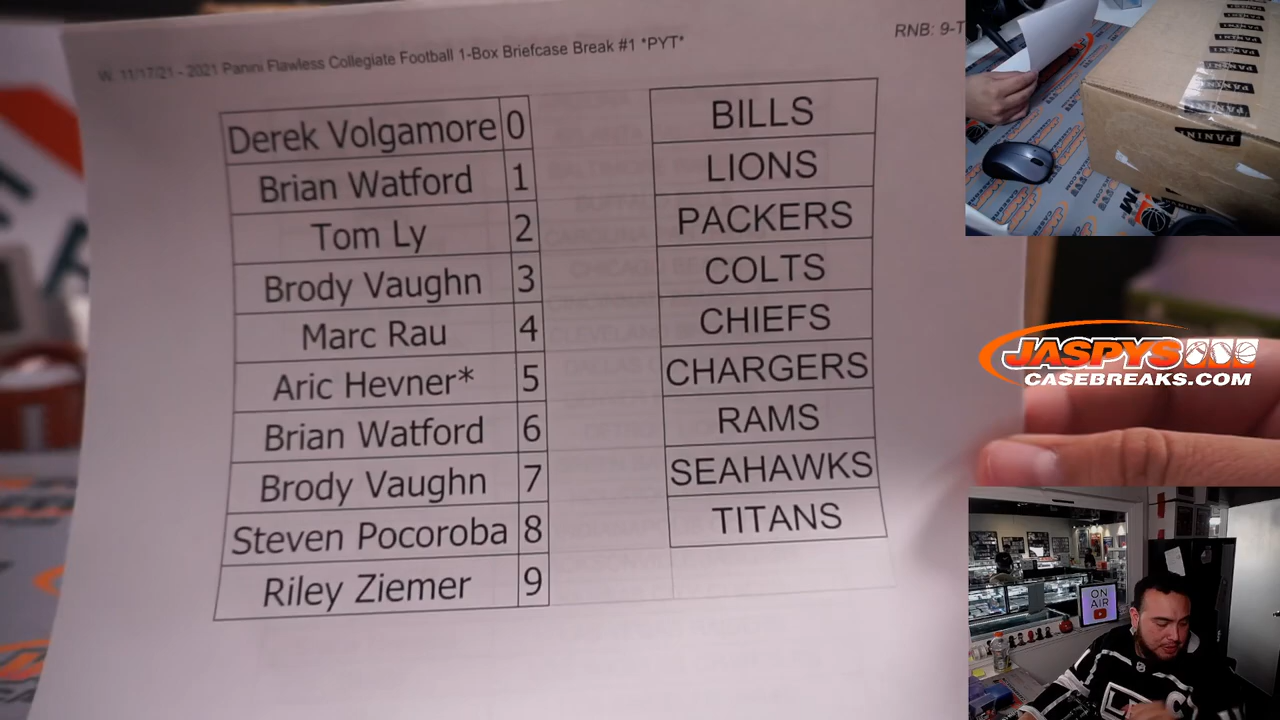 W. 11/17/21 - 2021 Panini Flawless Collegiate Football 1-Box Briefcase Break #1 *PYT*
RNB: 9-T
Derek Volgamore 0
Brian Watford 1
Tom Ly 2
Brody Vaughn 3
Marc Rau 4
Aric Hevner* 5
Brian Watford 6
Brody Vaughn 7
Steven Pocoroba 8
Riley Ziemer 9
BILLS
LIONS
PACKERS
COLTS
CHIEFS
CHARGERS
RAMS
SEAHAWKS
TITANS
PANINI
JASPYS
CASEBREAKS.COM
ON
AIR